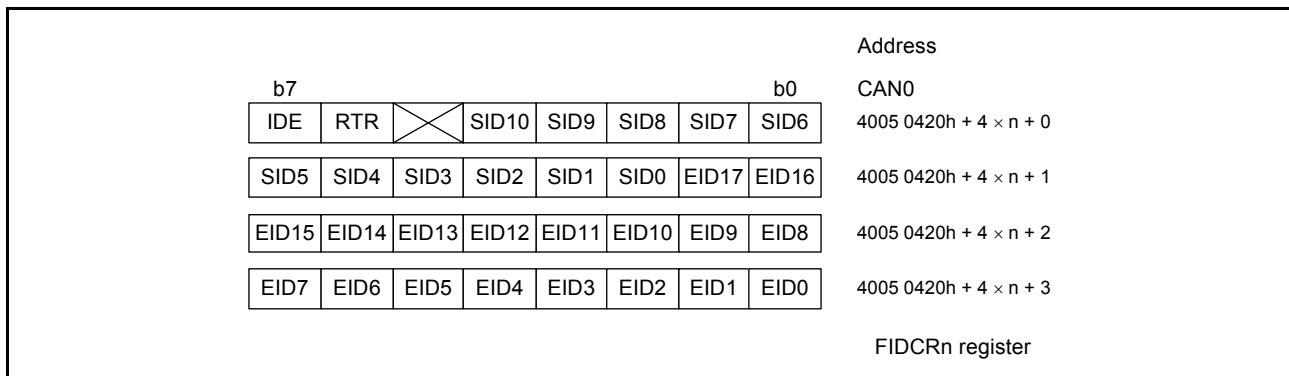 Address
b7 b0 CAN0
IDE RTR SID10 SID9 SID8 SID7 SID6 4005 0420h + 4 × n + 0
SID5 SID4 SID3 SID2 SID1 SID0 EID17 EID16 4005 0420h + 4 × n + 1
EID15 EID14 EID13 EID12 EID11 EID10 EID9 EID8 4005 0420h + 4 × n + 2
EID7 EID6 EID5 EID4 EID3 EID2 EID1 EID0 4005 0420h + 4 × n + 3
FIDCRn register